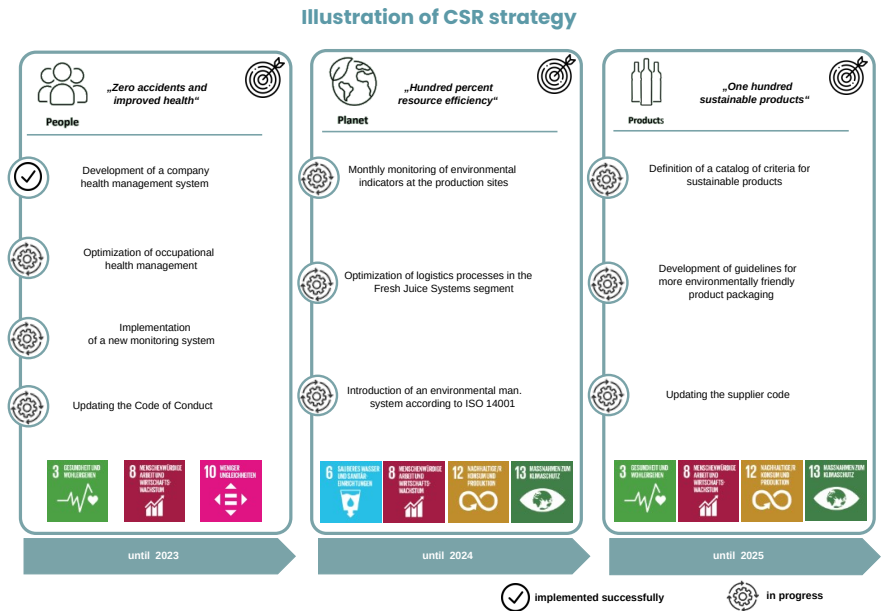 Illustration of CSR strategy
„Zero accidents and
improved health“
People
Development of a company
health management system
Optimization of occupational
health management
Implementation
of a new monitoring system
Updating the Code of Conduct
3 GESUNDHEIT UND
WOHLERGEHEN
8 MENSCHENWÜRDIGE
ARBEIT UND
WIRTSCHAFTS-
WACHSTUM
10 WENIGER
UNGLEICHHEITEN
until 2023
„Hundred percent
resource efficiency“
Planet
Monthly monitoring of environmental
indicators at the production sites
Optimization of logistics processes in the
Fresh Juice Systems segment
Introduction of an environmental man.
system according to ISO 14001
6 SAUBERES WASSER
UND SANITÄR-
EINRICHTUNGEN
8 MENSCHENWÜRDIGE
ARBEIT UND
WIRTSCHAFTS-
WACHSTUM
12 NACHHALTIGE/R
KONSUM UND
PRODUKTION
13 MASSNAHMEN ZUM
KLIMASCHUTZ
until 2024
„One hundred
sustainable products“
Products
Definition of a catalog of criteria for
sustainable products
Development of guidelines for
more environmentally friendly
product packaging
Updating the supplier code
3 GESUNDHEIT UND
WOHLERGEHEN
8 MENSCHENWÜRDIGE
ARBEIT UND
WIRTSCHAFTS-
WACHSTUM
12 NACHHALTIGE/R
KONSUM UND
PRODUKTION
13 MASSNAHMEN ZUM
KLIMASCHUTZ
until 2025
implemented successfully
in progress